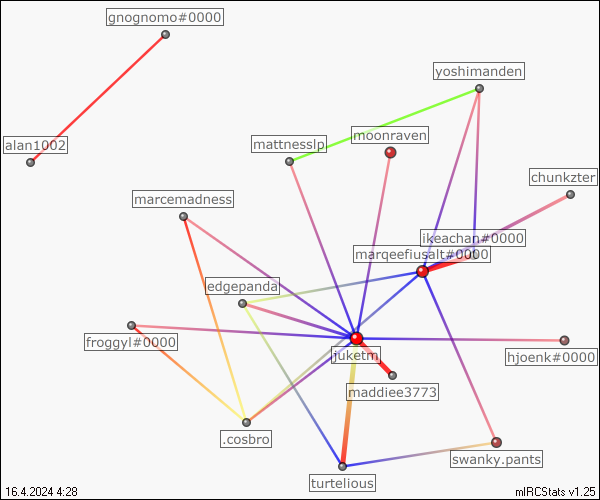 gnognomo#0000
yoshimanden
moonraven
mattnesslp
alan1002
chunkzter
marcemadness
ikeachan#0000
marqeefiusalt#0000
edgepanda
froggyl#0000
juketm
hjoenk#0000
maddiee3773
.cosbro
swanky.pants
turtelious
16.4.2024 4:28
mIRCStats v1.25